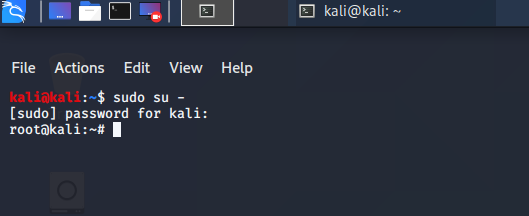 kali@kali: ~
File Actions Edit View Help
kali@kali:~$ sudo su -
[sudo] password for kali:
root@kali:~#